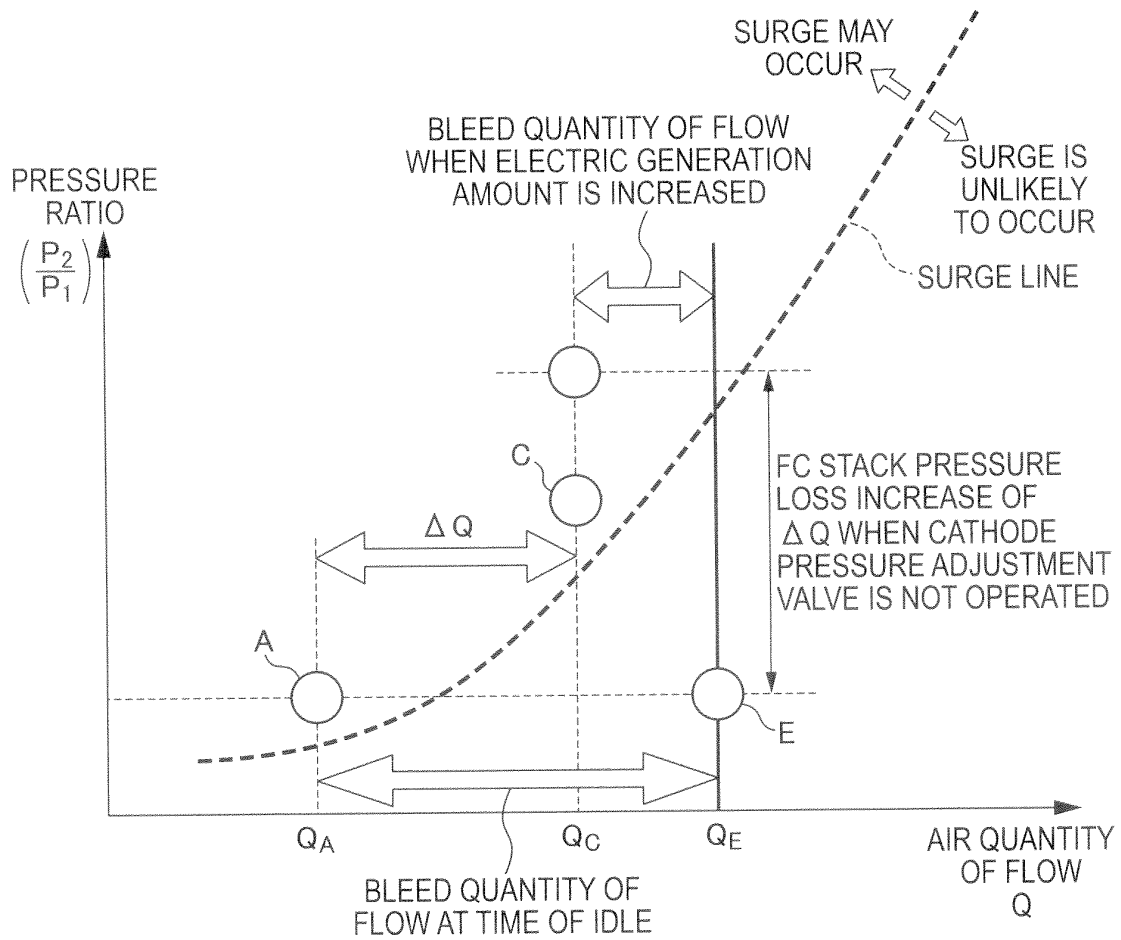 SURGE MAY
OCCUR
BLEED QUANTITY OF FLOW
WHEN ELECTRIC GENERATION
AMOUNT IS INCREASED
SURGE IS
UNLIKELY
TO OCCUR
PRESSURE
RATIO
(P2/P1)
SURGE LINE
C
FC STACK PRESSURE
LOSS INCREASE OF
ΔQ WHEN CATHODE
PRESSURE ADJUSTMENT
VALVE IS NOT OPERATED
ΔQ
A
E
QA
QC
QE
AIR QUANTITY
OF FLOW
Q
BLEED QUANTITY OF
FLOW AT TIME OF IDLE